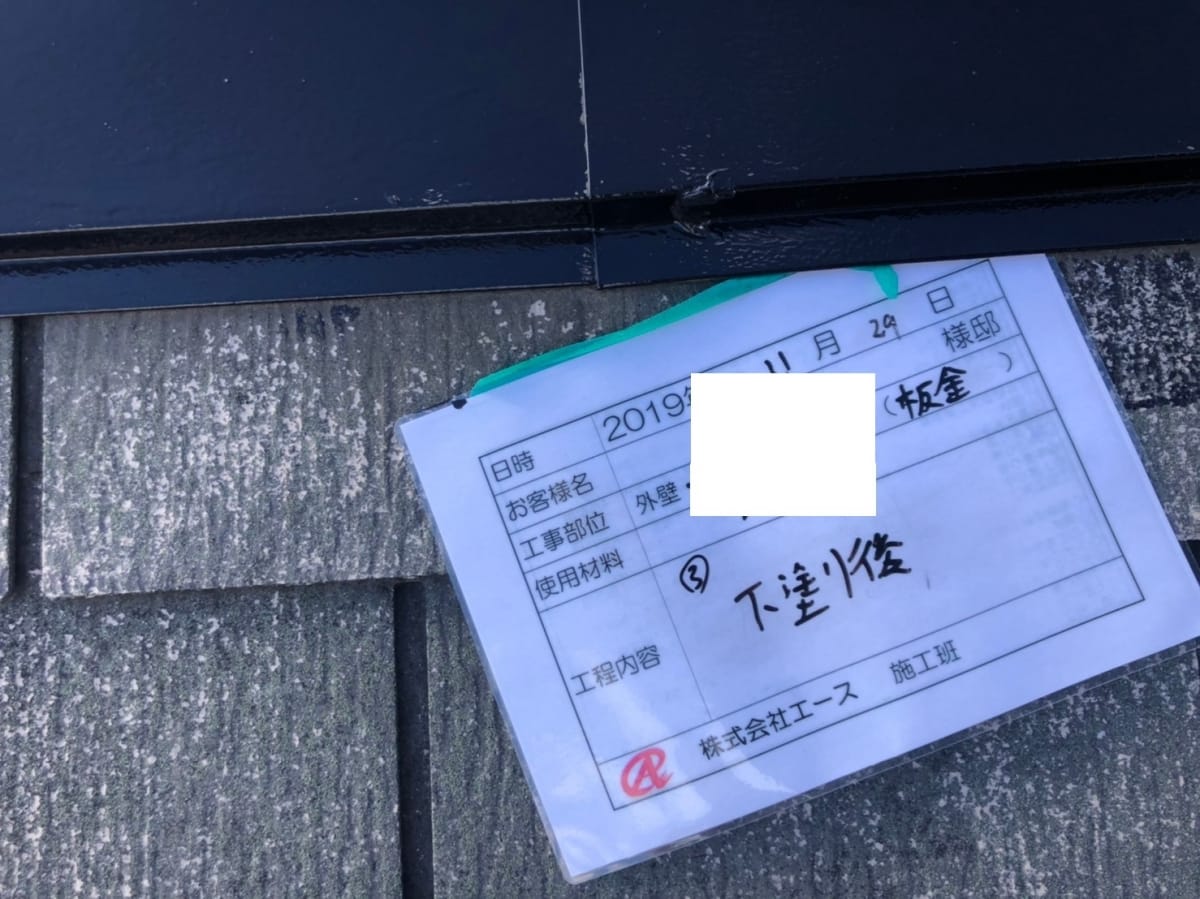 日時 2019年 11月 29日
お客様名 様邸
工事部位 外壁・ (板金 )
使用材料
工程内容 ③ 下塗り後
株式会社エース 施工班